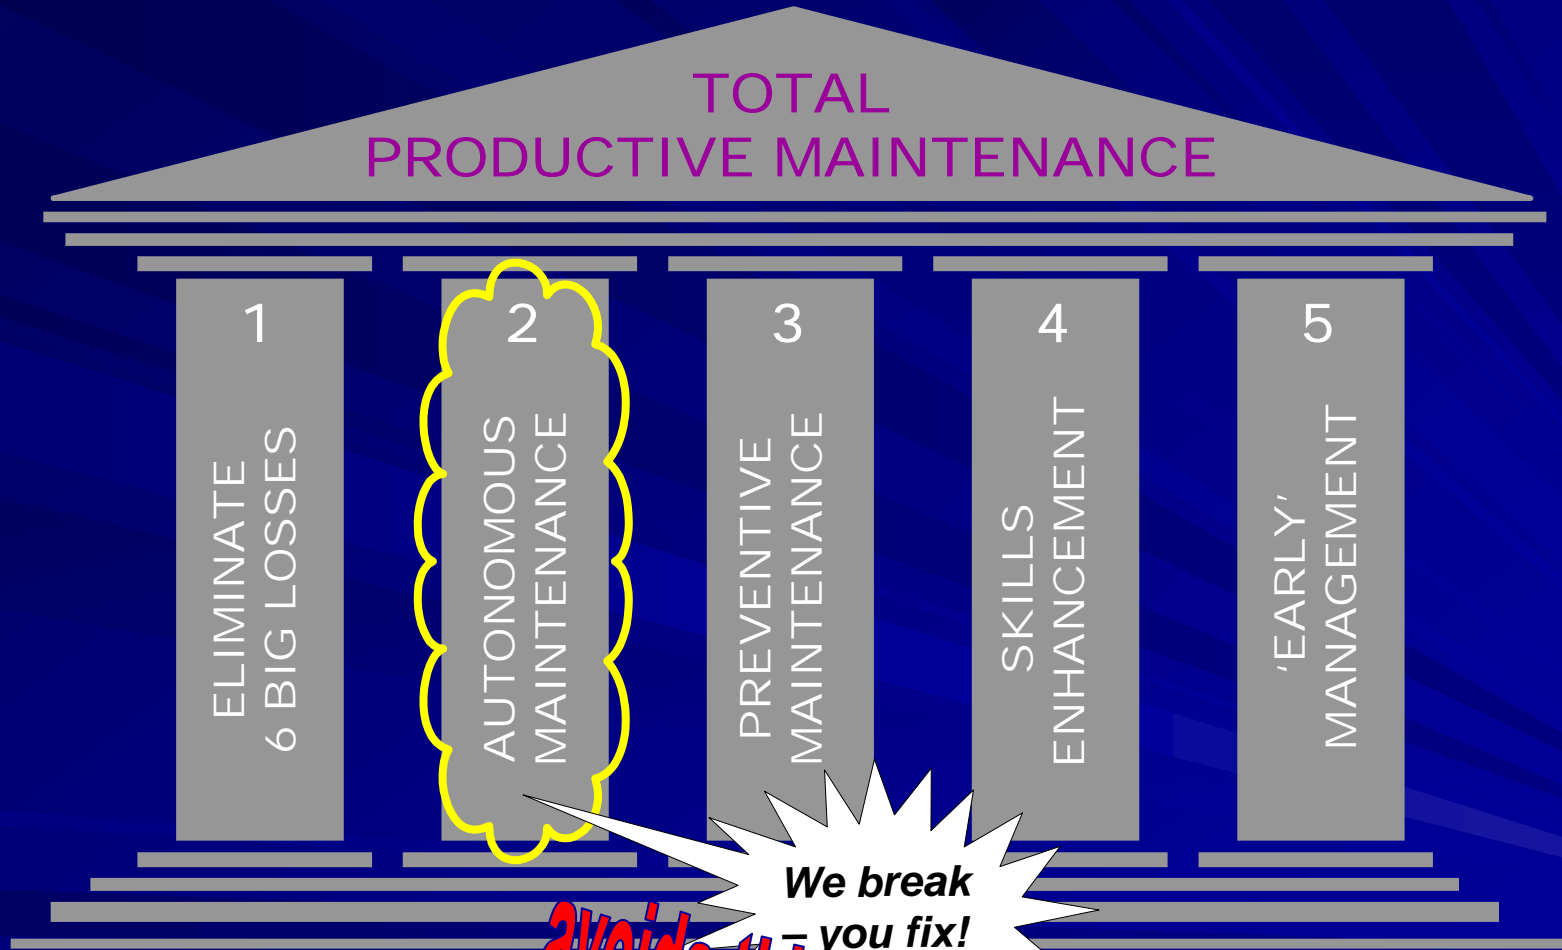 TOTAL
PRODUCTIVE MAINTENANCE
1
ELIMINATE
6 BIG LOSSES
2
AUTONOMOUS
MAINTENANCE
3
PREVENTIVE
MAINTENANCE
4
SKILLS
ENHANCEMENT
5
‘EARLY’
MANAGEMENT
We break
– you fix!